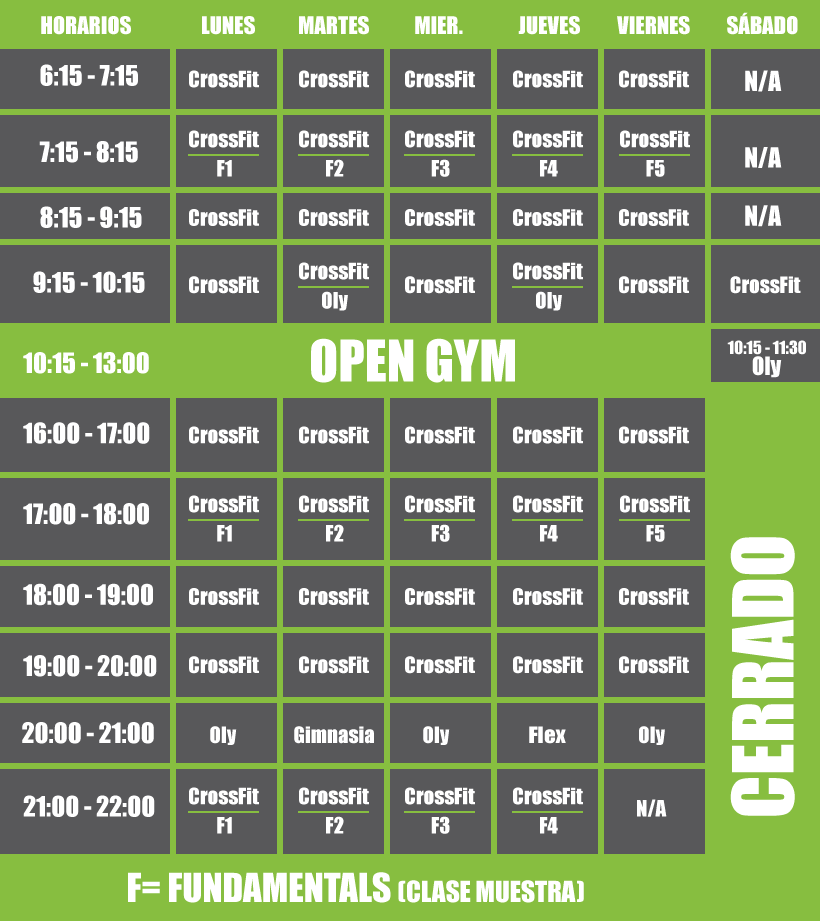 HORARIOS LUNES MARTES MIER. JUEVES VIERNES SÁBADO
6:15 - 7:15 CrossFit CrossFit CrossFit CrossFit CrossFit N/A
7:15 - 8:15 CrossFit CrossFit CrossFit CrossFit CrossFit N/A
F1 F2 F3 F4 F5
8:15 - 9:15 CrossFit CrossFit CrossFit CrossFit CrossFit N/A
9:15 - 10:15 CrossFit CrossFit CrossFit CrossFit CrossFit CrossFit
Oly Oly
10:15 - 13:00 OPEN GYM 10:15 - 11:30
Oly
16:00 - 17:00 CrossFit CrossFit CrossFit CrossFit CrossFit
17:00 - 18:00 CrossFit CrossFit CrossFit CrossFit CrossFit
F1 F2 F3 F4 F5
18:00 - 19:00 CrossFit CrossFit CrossFit CrossFit CrossFit
19:00 - 20:00 CrossFit CrossFit CrossFit CrossFit CrossFit
20:00 - 21:00 Oly Gimnasia Oly Flex Oly
21:00 - 22:00 CrossFit CrossFit CrossFit CrossFit N/A
F1 F2 F3 F4
CERRADO
F= FUNDAMENTALS (CLASE MUESTRA)